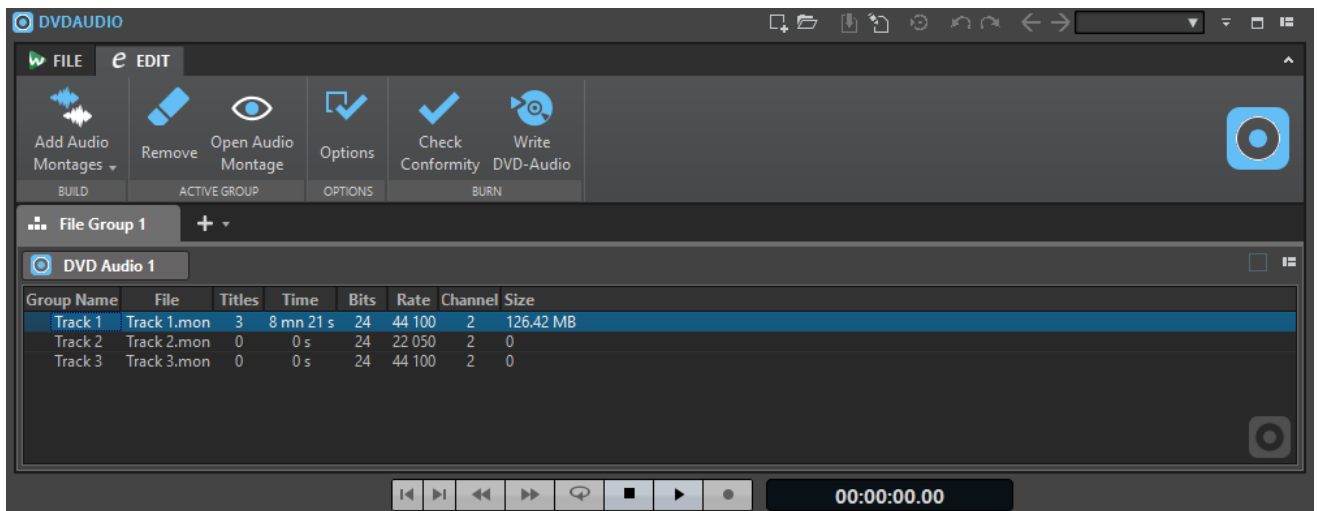 DVDAUDIO
FILE EDIT
Add Audio Montages
Remove
Open Audio Montage
Options
Check Conformity
Write DVD-Audio
BUILD ACTIVE GROUP OPTIONS BURN
File Group 1
DVD Audio 1
Group Name File Titles Time Bits Rate Channel Size
Track 1 Track 1.mon 3 8 mn 21 s 24 44 100 2 126.42 MB
Track 2 Track 2.mon 0 0 s 24 22 050 2 0
Track 3 Track 3.mon 0 0 s 24 44 100 2 0
00:00:00.00